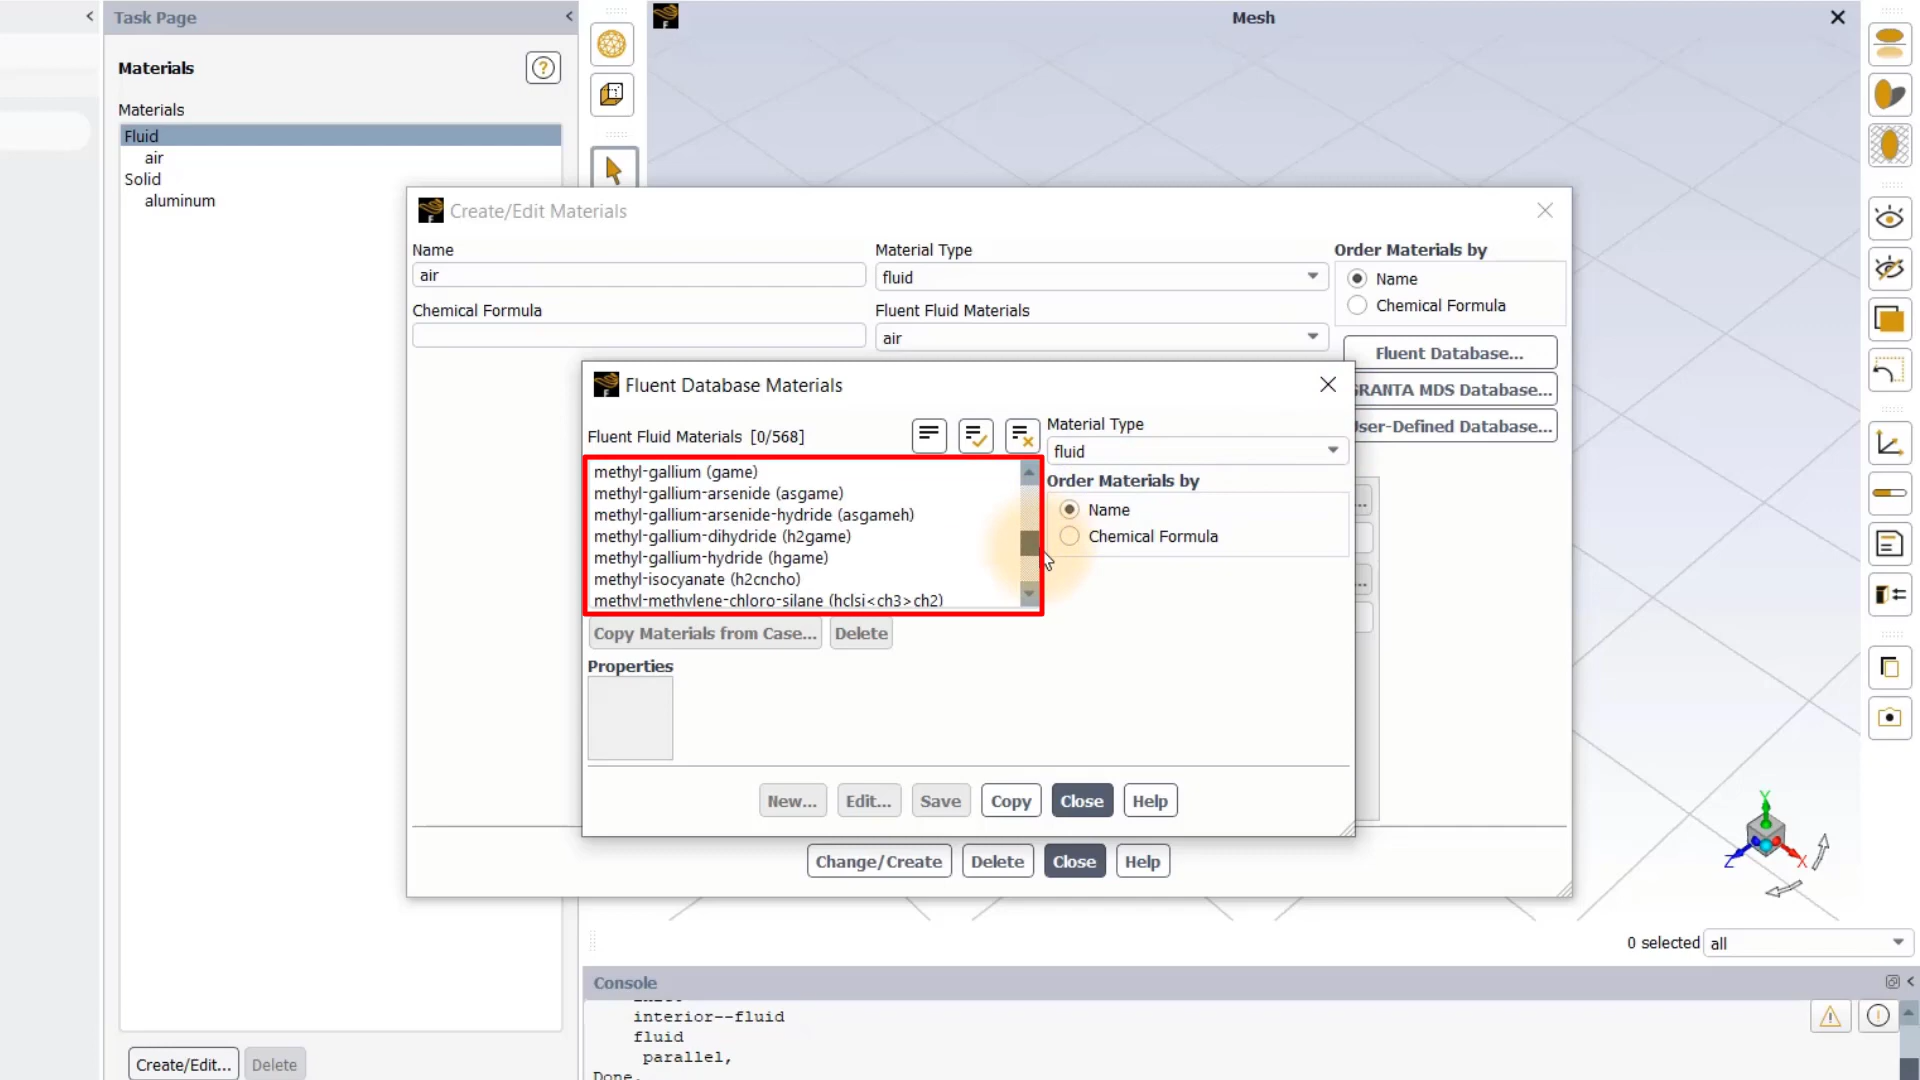 Task Page
Mesh
Materials
Materials
Fluid
air
Solid
aluminum
Create/Edit...
Delete
Create/Edit Materials
Name
air
Chemical Formula
Material Type
fluid
Fluent Fluid Materials
air
Order Materials by
Name
Chemical Formula
Fluent Database...
GRANTA MDS Database...
User-Defined Database...
Fluent Database Materials
Fluent Fluid Materials [0/568]
methyl-gallium (game)
methyl-gallium-arsenide (asgame)
methyl-gallium-arsenide-hydride (asgameh)
methyl-gallium-dihydride (h2game)
methyl-gallium-hydride (hgame)
methyl-isocyanate (h2cncho)
methyl-methylene-chloro-silane (hclsi<ch3>ch2)
Material Type
fluid
Order Materials by
Name
Chemical Formula
...
...
Copy Materials from Case...
Delete
Properties
New...
Edit...
Save
Copy
Close
Help
Change/Create
Delete
Close
Help
Y
Z
X
0 selected
all
Console
interior--fluid
fluid
parallel,
Done.